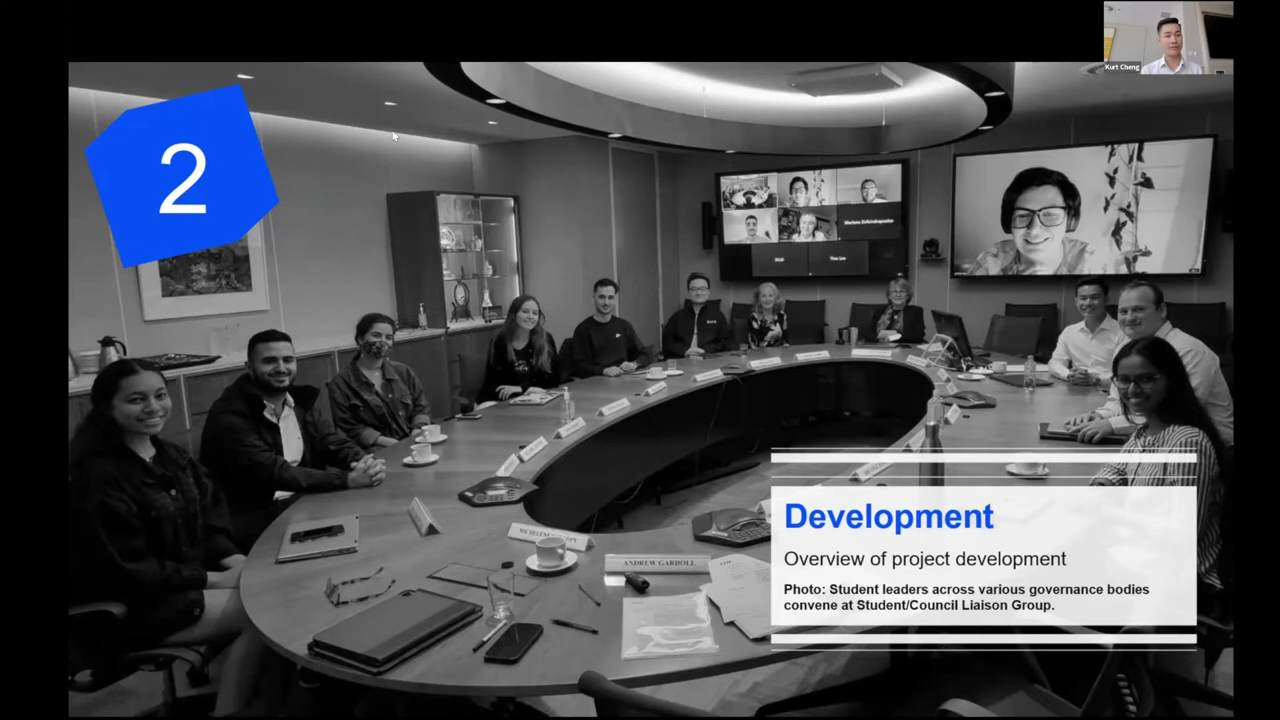 Kurt Cheng
2
Development
Overview of project development
Photo: Student leaders across various governance bodies
convene at Student/Council Liaison Group.
ANDREW GARDOLL